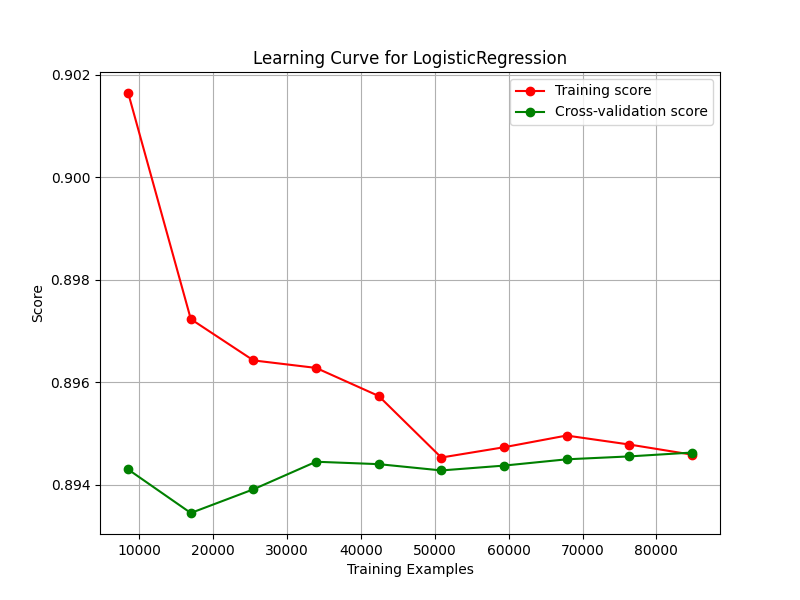 Learning Curve for LogisticRegression
Training score
Cross-validation score
Score
0.902
0.900
0.898
0.896
0.894
10000 20000 30000 40000 50000 60000 70000 80000
Training Examples